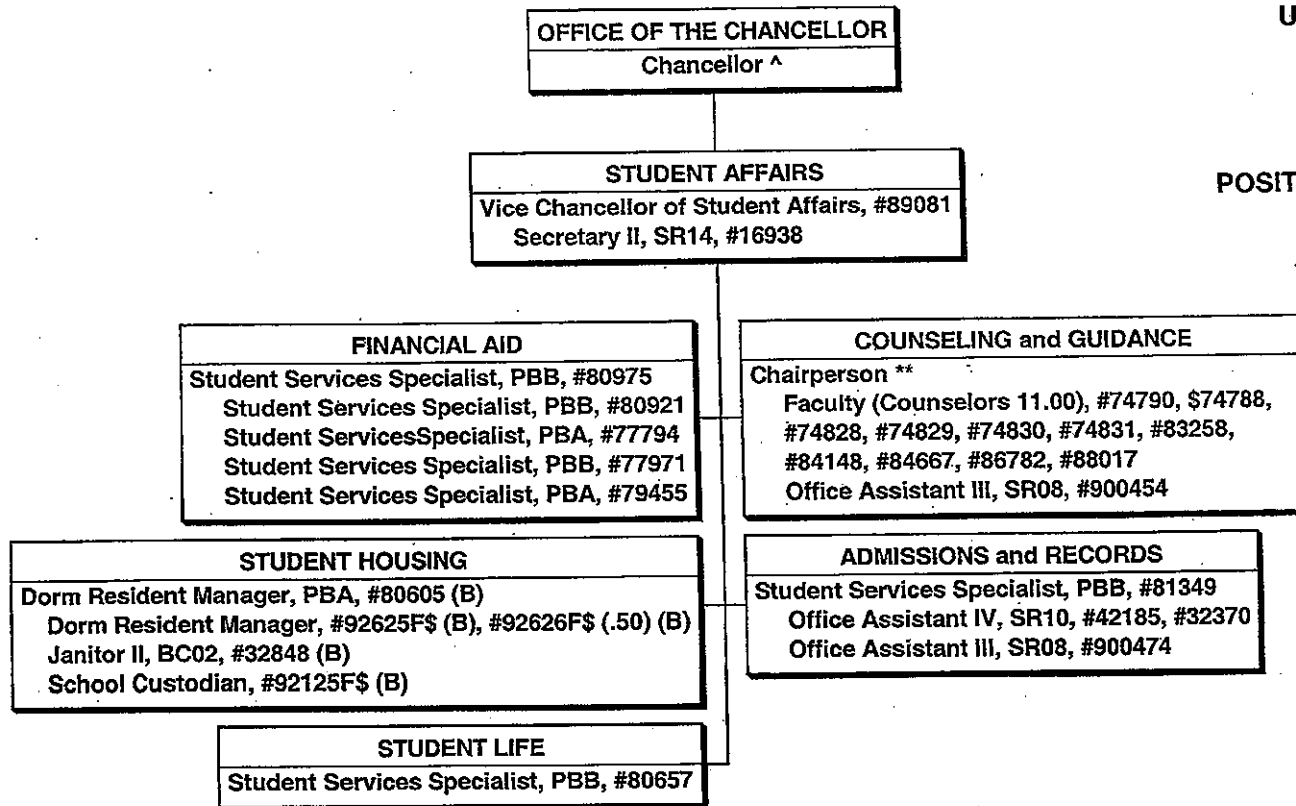 U
OFFICE OF THE CHANCELLOR
Chancellor ^
STUDENT AFFAIRS
Vice Chancellor of Student Affairs, #89081
Secretary II, SR14, #16938
POSIT
FINANCIAL AID
Student Services Specialist, PBB, #80975
Student Services Specialist, PBB, #80921
Student ServicesSpecialist, PBA, #77794
Student Services Specialist, PBB, #77971
Student Services Specialist, PBA, #79455
COUNSELING and GUIDANCE
Chairperson **
Faculty (Counselors 11.00), #74790, $74788,
#74828, #74829, #74830, #74831, #83258,
#84148, #84667, #86782, #88017
Office Assistant III, SR08, #900454
STUDENT HOUSING
Dorm Resident Manager, PBA, #80605 (B)
Dorm Resident Manager, #92625F$ (B), #92626F$ (.50) (B)
Janitor II, BC02, #32848 (B)
School Custodian, #92125F$ (B)
ADMISSIONS and RECORDS
Student Services Specialist, PBB, #81349
Office Assistant IV, SR10, #42185, #32370
Office Assistant III, SR08, #900474
STUDENT LIFE
Student Services Specialist, PBB, #80657